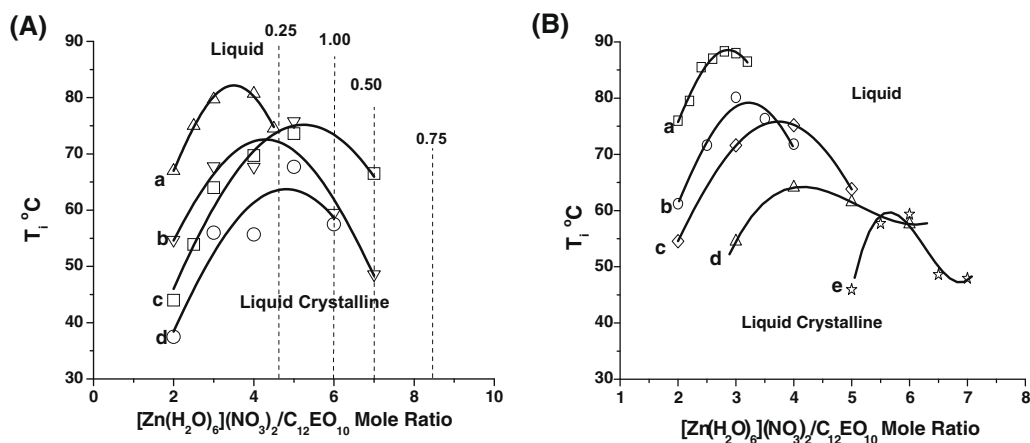 (A)
90
80
70
60
50
40
30
T i °C
0
2
4
6
8
10
[Zn(H2O)6](NO3)2/C12EO10 Mole Ratio
Liquid
0.25
1.00
0.50
0.75
a
b
c
d
Liquid Crystalline
(B)
90
80
70
60
50
40
30
T i °C
1
2
3
4
5
6
7
8
[Zn(H2O)6](NO3)2/C12EO10 Mole Ratio
Liquid
a
b
c
d
e
Liquid Crystalline